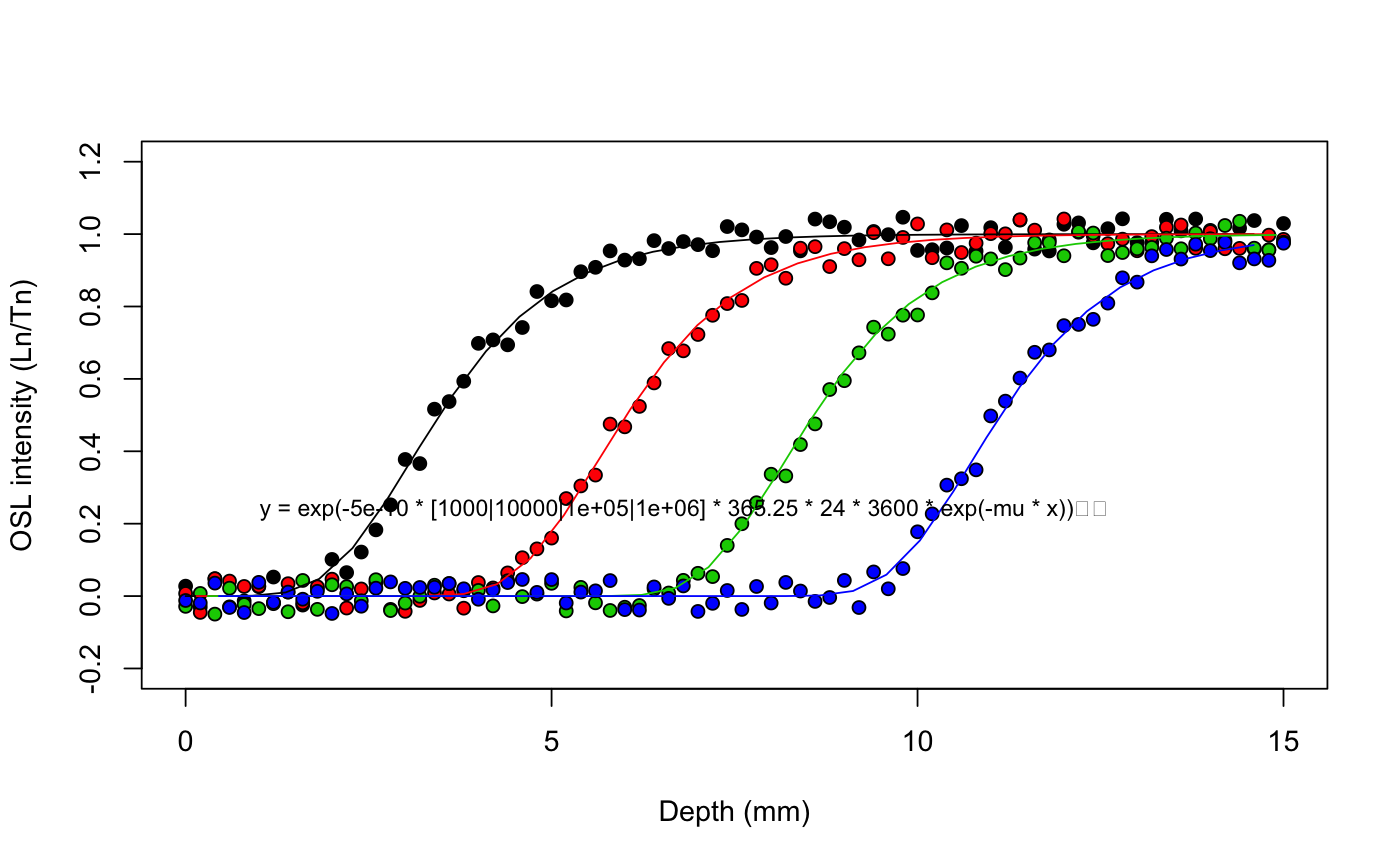 1.2
1.0
0.8
0.6
0.4
0.2
0.0
-0.2
OSL intensity (Ln/Tn)
y = exp(-5e-10 * [1000|10000|1e+05|1e+06] * 365.25 * 24 * 3600 * exp(-mu * x))
0 5 10 15
Depth (mm)